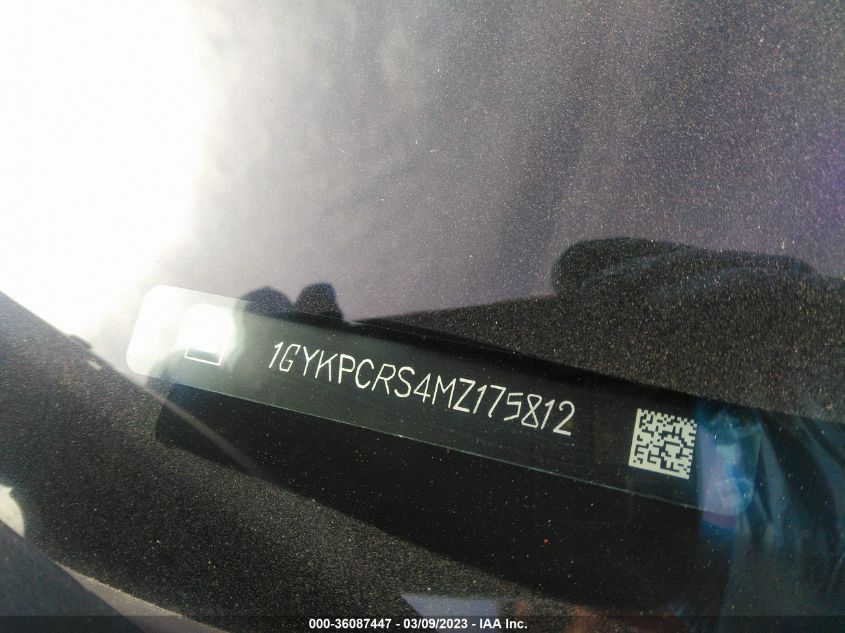 1GYKPCRS4MZ175812
000-36087447 - 03/09/2023 - IAA Inc.